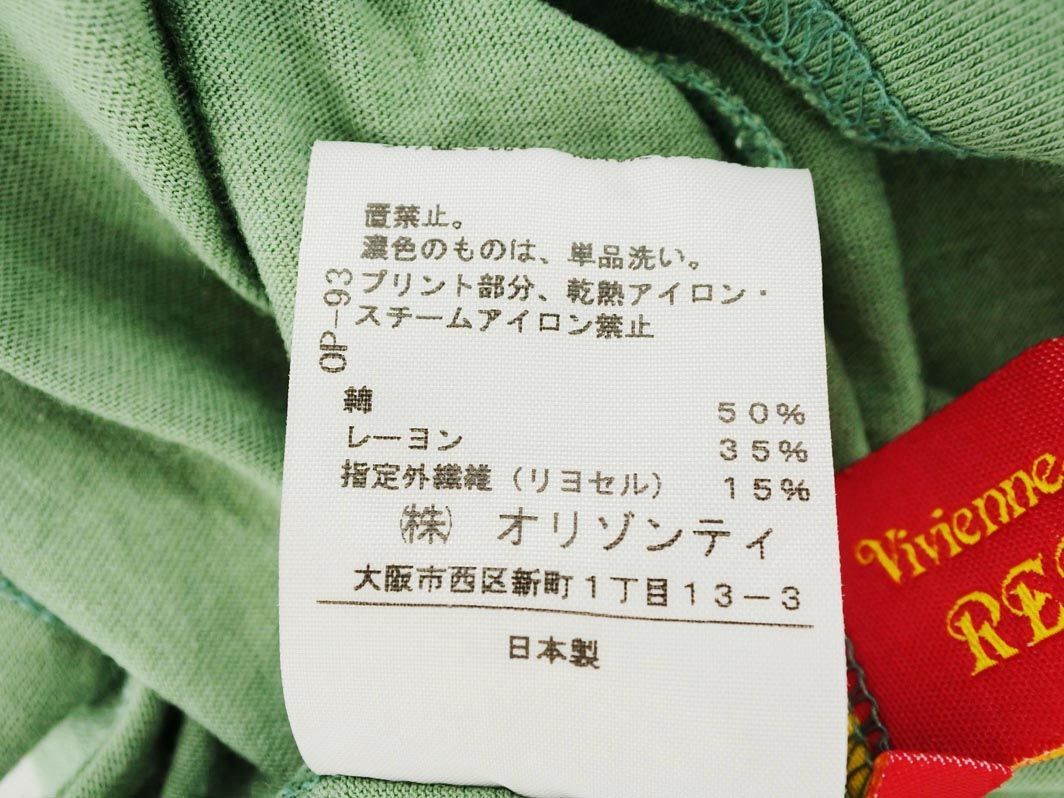 置禁止。
濃色のものは、単品洗い。
プリント部分、乾熱アイロン・
スチームアイロン禁止
OP-93
綿 50%
レーヨン 35%
指定外繊維（リヨセル） 15%
㈱ オリゾンティ
大阪市西区新町1丁目13-3
日本製
Vivienne
RE